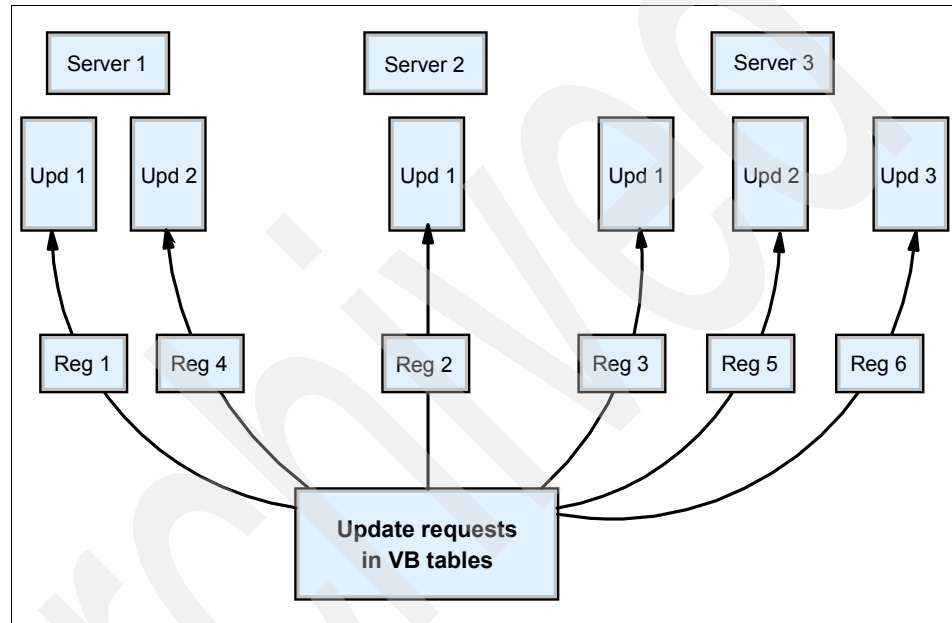 Server 1
Server 2
Server 3
Upd 1
Upd 2
Upd 1
Upd 1
Upd 2
Upd 3
Reg 1
Reg 4
Reg 2
Reg 3
Reg 5
Reg 6
Update requests
in VB tables